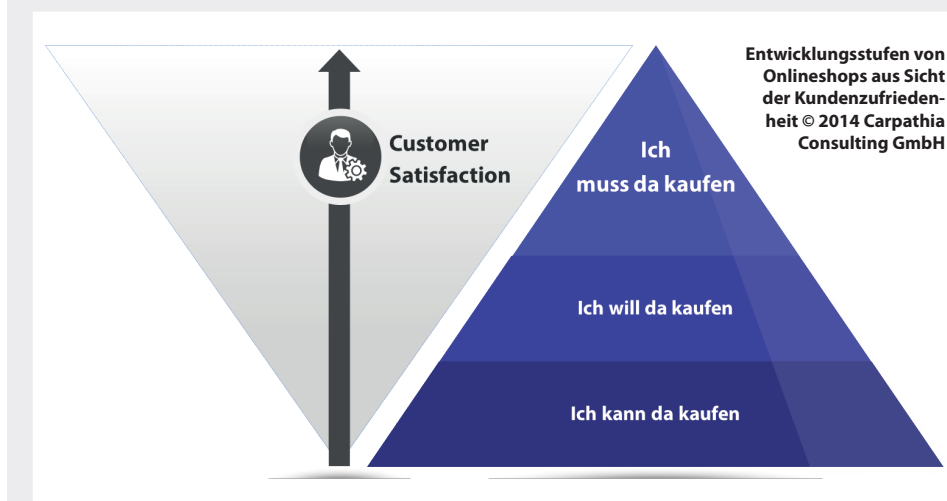 Entwicklungsstufen von
Onlineshops aus Sicht
der Kundenzufrieden-
heit © 2014 Carpathia
Consulting GmbH
Customer
Satisfaction
Ich
muss da kaufen
Ich will da kaufen
Ich kann da kaufen